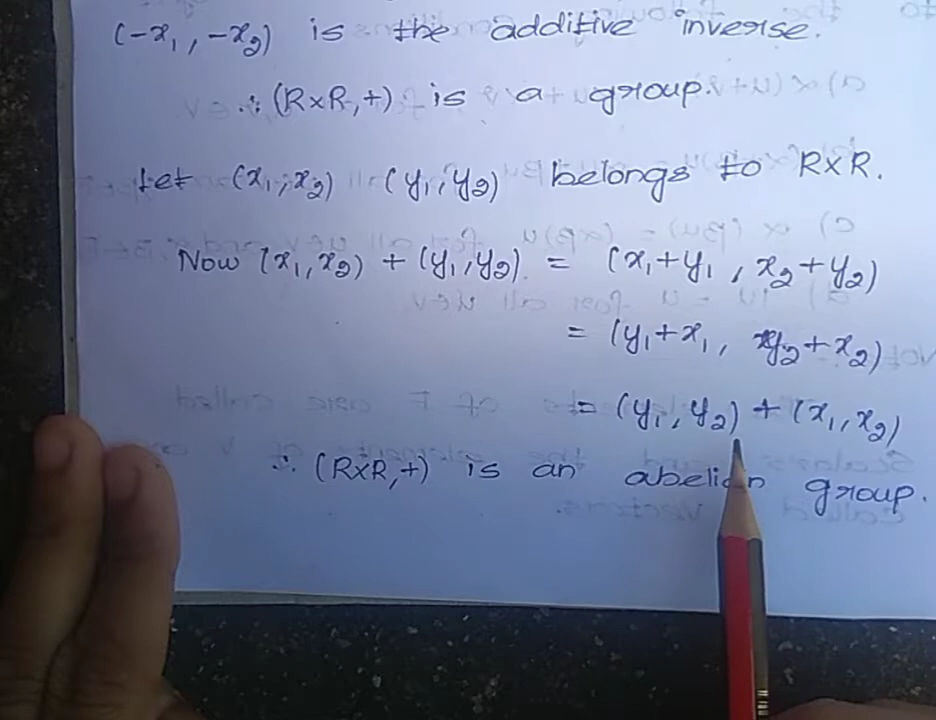 (-x₁, -x₂) is the additive inverse.
∴ (R×R, +) is a group.
Let (x₁, x₂) (y₁, y₂) belongs to R×R.
Now (x₁, x₂) + (y₁, y₂) = (x₁+y₁, x₂+y₂)
= (y₁+x₁, y₂+x₂)
= (y₁, y₂) + (x₁, x₂)
∴ (R×R, +) is an abelian group.